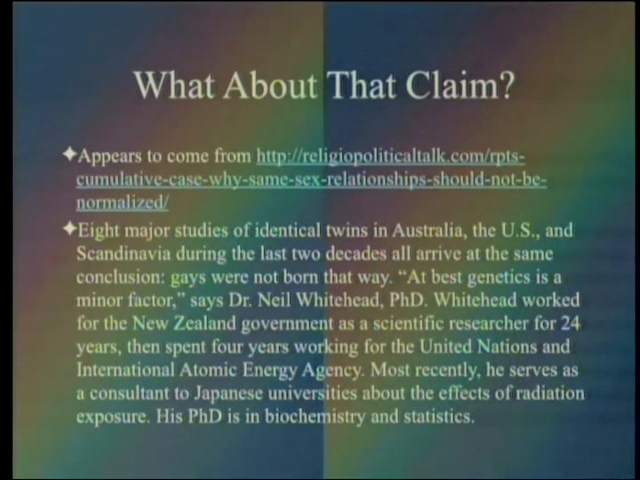 What About That Claim?
✦Appears to come from http://religiopoliticaltalk.com/rpts-
cumulative-case-why-same-sex-relationships-should-not-be-
normalized/
✦Eight major studies of identical twins in Australia, the U.S., and
Scandinavia during the last two decades all arrive at the same
conclusion: gays were not born that way. “At best genetics is a
minor factor,” says Dr. Neil Whitehead, PhD. Whitehead worked
for the New Zealand government as a scientific researcher for 24
years, then spent four years working for the United Nations and
International Atomic Energy Agency. Most recently, he serves as
a consultant to Japanese universities about the effects of radiation
exposure. His PhD is in biochemistry and statistics.